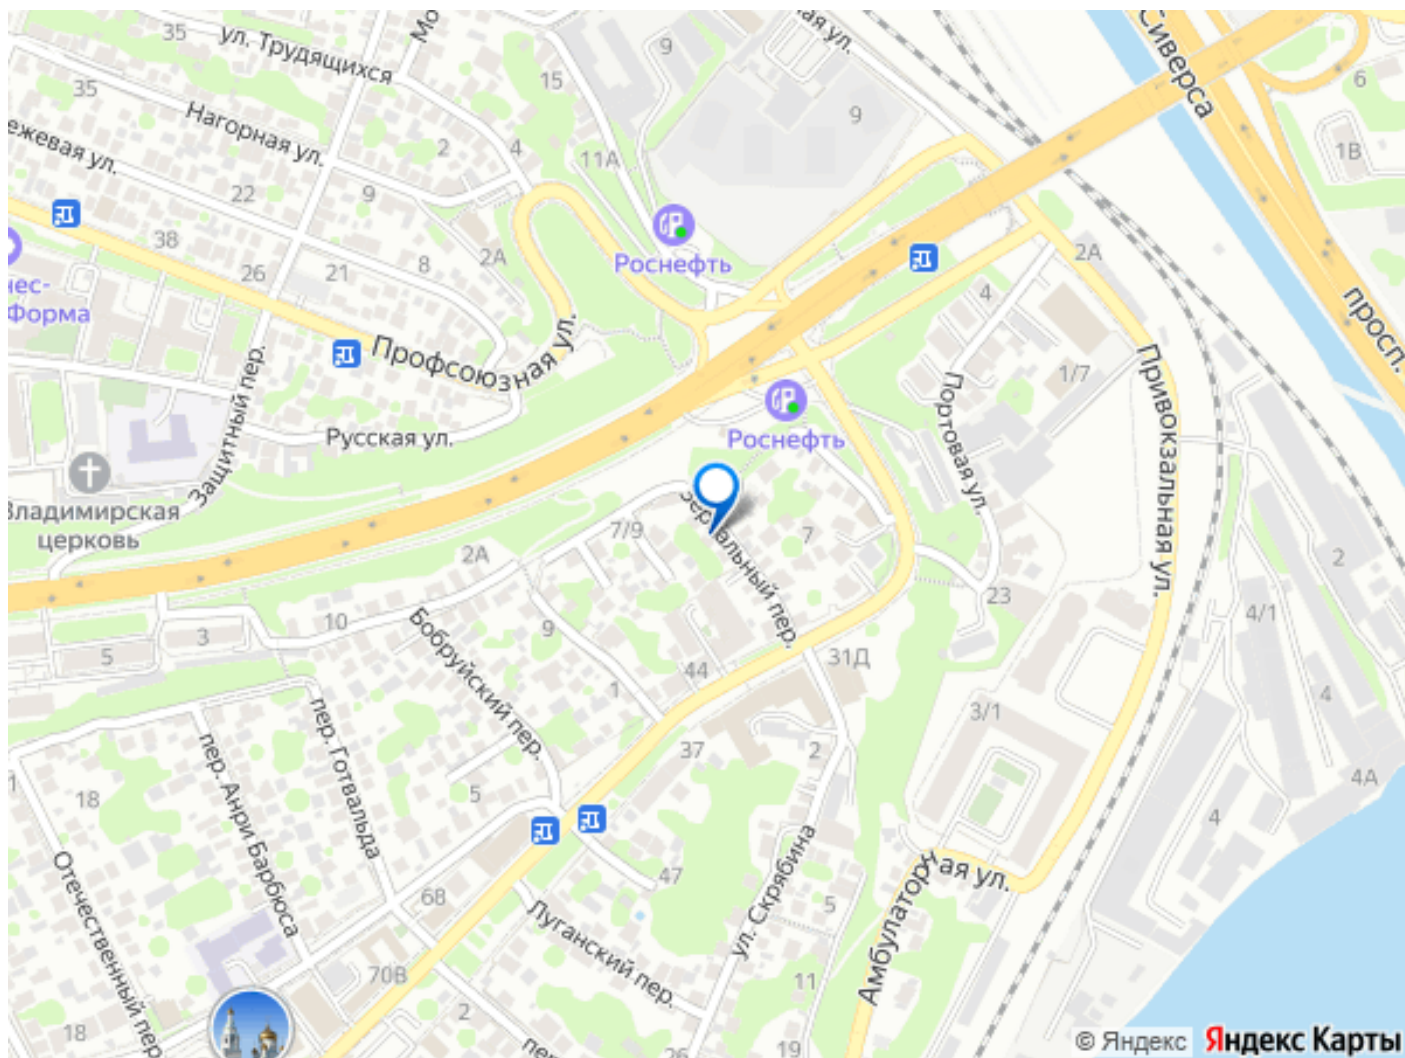 35
ул. Трудящихся
Мо
15
9
ная ул.
Сиверса
6
35
Нагорная ул.
2
4
11А
9
1В
ежевая ул.
22
9
38
26
21
8
2А
Роснефть
2А
нес-
Форма
4
просп.
Профсоюзная ул.
Защитный пер.
Портовая ул.
1/7
Привокзальная ул.
Русская ул.
Роснефть
Владимирская
церковь
2А
7/9
7
2
23
10
3
5
Бобруйский пер.
9
44
31Д
4/1
4
1
3/1
пер. Готвальда
пер. Анри Барбюса
37
2
4А
18
5
4
Отечественный пер.
47
ул. Скрябина
Амбулаторная ул.
68
5
Луганский пер.
70В
11
2
18
пер.
26
19
© Яндекс
Яндекс Карты